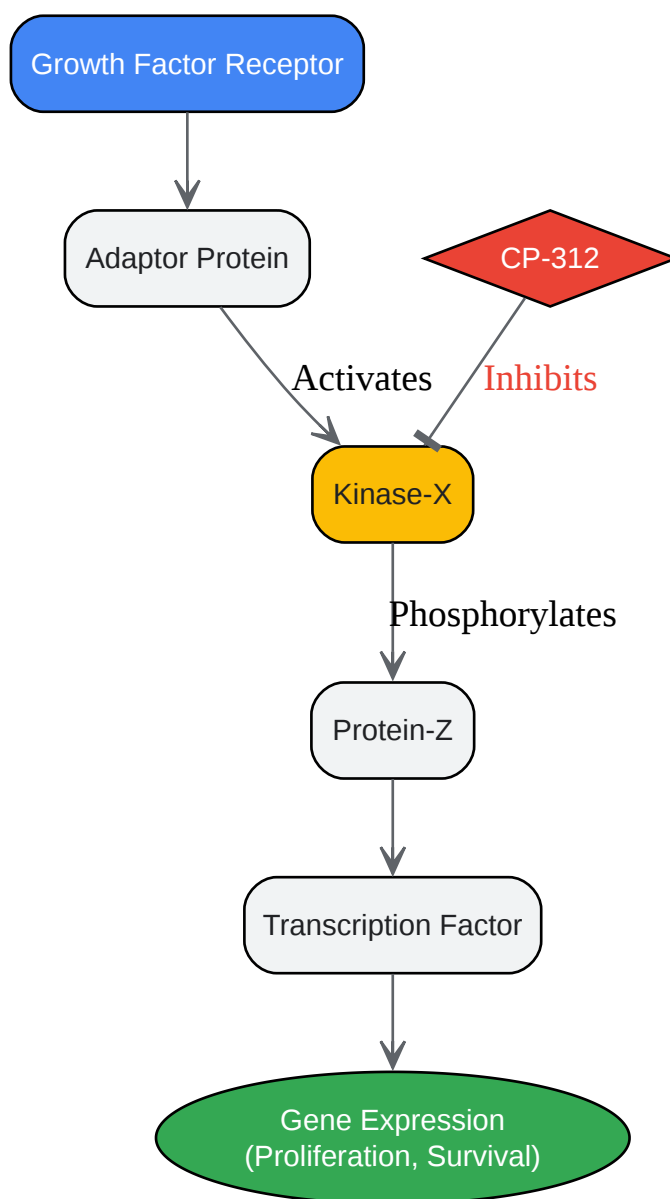 Growth Factor Receptor
Adaptor Protein
CP-312
Activates
Inhibits
Kinase-X
Phosphorylates
Protein-Z
Transcription Factor
Gene Expression
(Proliferation, Survival)